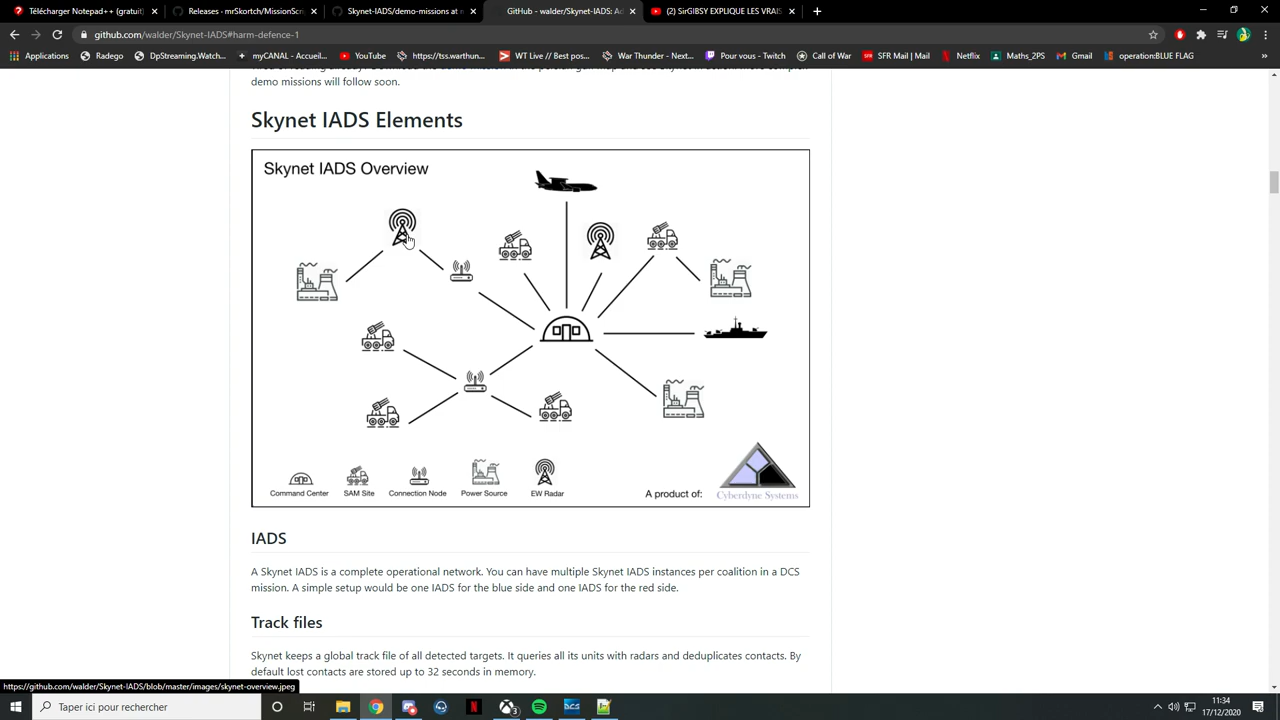 Télécharger Notepad++ (gratuit)
Releases · mrSkortch/MissionScri
Skynet-IADS/demo-missions at n
GitHub - walder/Skynet-IADS: A
(2) SirGIBSY EXPLIQUE LES VRAIS
github.com/walder/Skynet-IADS#harm-defence-1
Applications
Radego
DpStreaming.Watch...
myCANAL - Accueil...
YouTube
https://tss.warthun...
WT Live // Best pos...
War Thunder - Next...
Pour vous - Twitch
Call of War
SFR Mail | Mail
Netflix
Maths_2PS
Gmail
operation:BLUE FLAG
demo missions will follow soon.
Skynet IADS Elements
Skynet IADS Overview
Command Center
SAM Site
Connection Node
Power Source
EW Radar
A product of:
Cyberdyne Systems
IADS
A Skynet IADS is a complete operational network. You can have multiple Skynet IADS instances per coalition in a DCS
mission. A simple setup would be one IADS for the blue side and one IADS for the red side.
Track files
Skynet keeps a global track file of all detected targets. It queries all its units with radars and deduplicates contacts. By
default lost contacts are stored up to 32 seconds in memory.
https://github.com/walder/Skynet-IADS/blob/master/images/skynet-overview.jpeg
Taper ici pour rechercher
11:34
17/12/2020